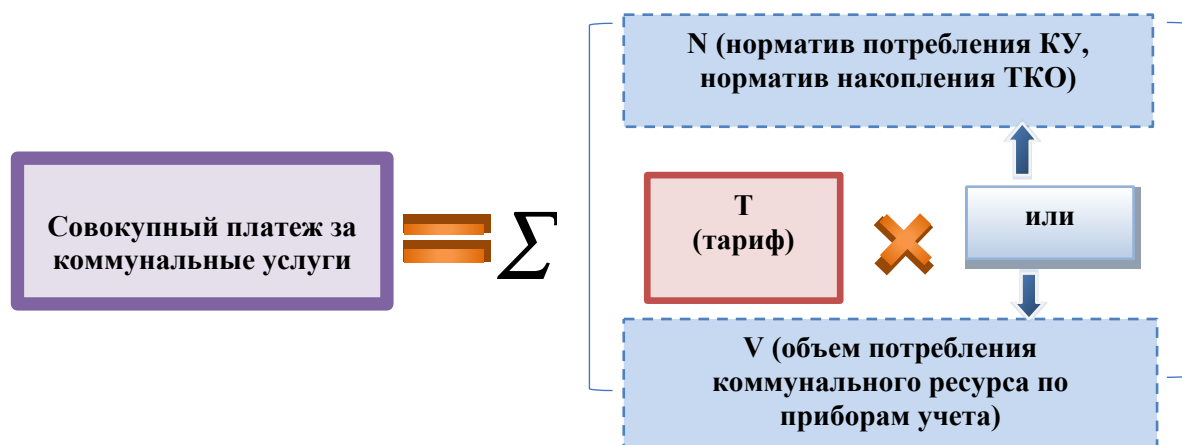 N (норматив потребления КУ,
норматив накопления ТКО)
Совокупный платеж за
коммунальные услуги
=
∑
Т
(тариф)
×
или
V (объем потребления
коммунального ресурса по
приборам учета)